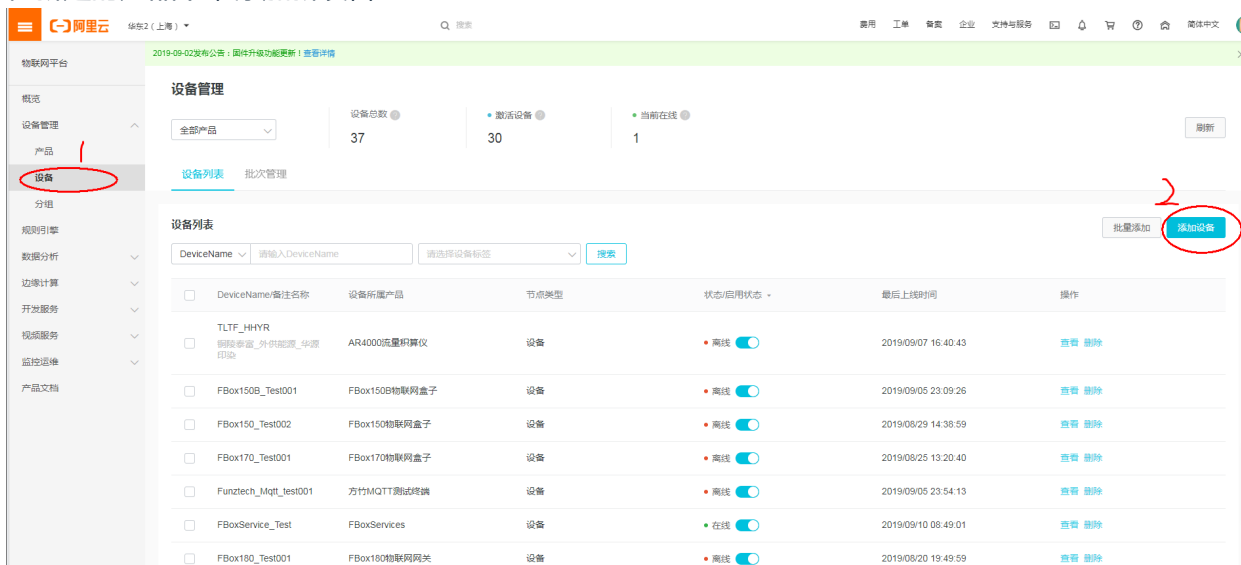 阿里云 华东2（上海） 搜索 费用 工单 备案 企业 支持与服务 简体中文
物联网平台
2019-09-02发布公告：固件升级功能更新！查看详情
概览
设备管理
产品
设备
分组
规则引擎
数据分析
边缘计算
开发服务
视频服务
监控运维
产品文档
1
设备管理
全部产品
设备总数
37
激活设备
30
当前在线
1
刷新
设备列表 批次管理
2
设备列表
批量添加 添加设备
DeviceName 请输入DeviceName 请选择设备标签 搜索
DeviceName/备注名称 设备所属产品 节点类型 状态/启用状态 最后上线时间 操作
TLTF_HHYR
铜陵泰富_外供能源_华源
印染
AR4000流量积算仪 设备 离线 2019/09/07 16:40:43 查看 删除
FBox150B_Test001 FBox150B物联网盒子 设备 离线 2019/09/05 23:09:26 查看 删除
FBox150_Test002 FBox150物联网盒子 设备 离线 2019/08/29 14:38:59 查看 删除
FBox170_Test001 FBox170物联网盒子 设备 离线 2019/08/25 13:20:40 查看 删除
Funztech_Mqtt_test001 方竹MQTT测试终端 设备 离线 2019/09/05 23:54:13 查看 删除
FBoxService_Test FBoxServices 设备 在线 2019/09/10 08:49:01 查看 删除
FBox180_Test001 FBox180物联网网关 设备 离线 2019/08/20 19:49:59 查看 删除